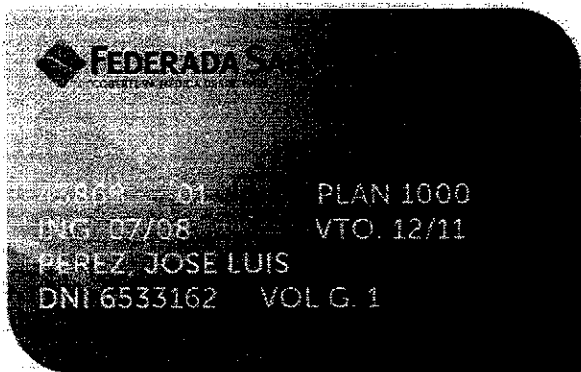 FEDERADA
01 PLAN 1000
ING. 07/08 VTO. 12/11
PEREZ, JOSE LUIS
DNI 6533162 VOL G. 1